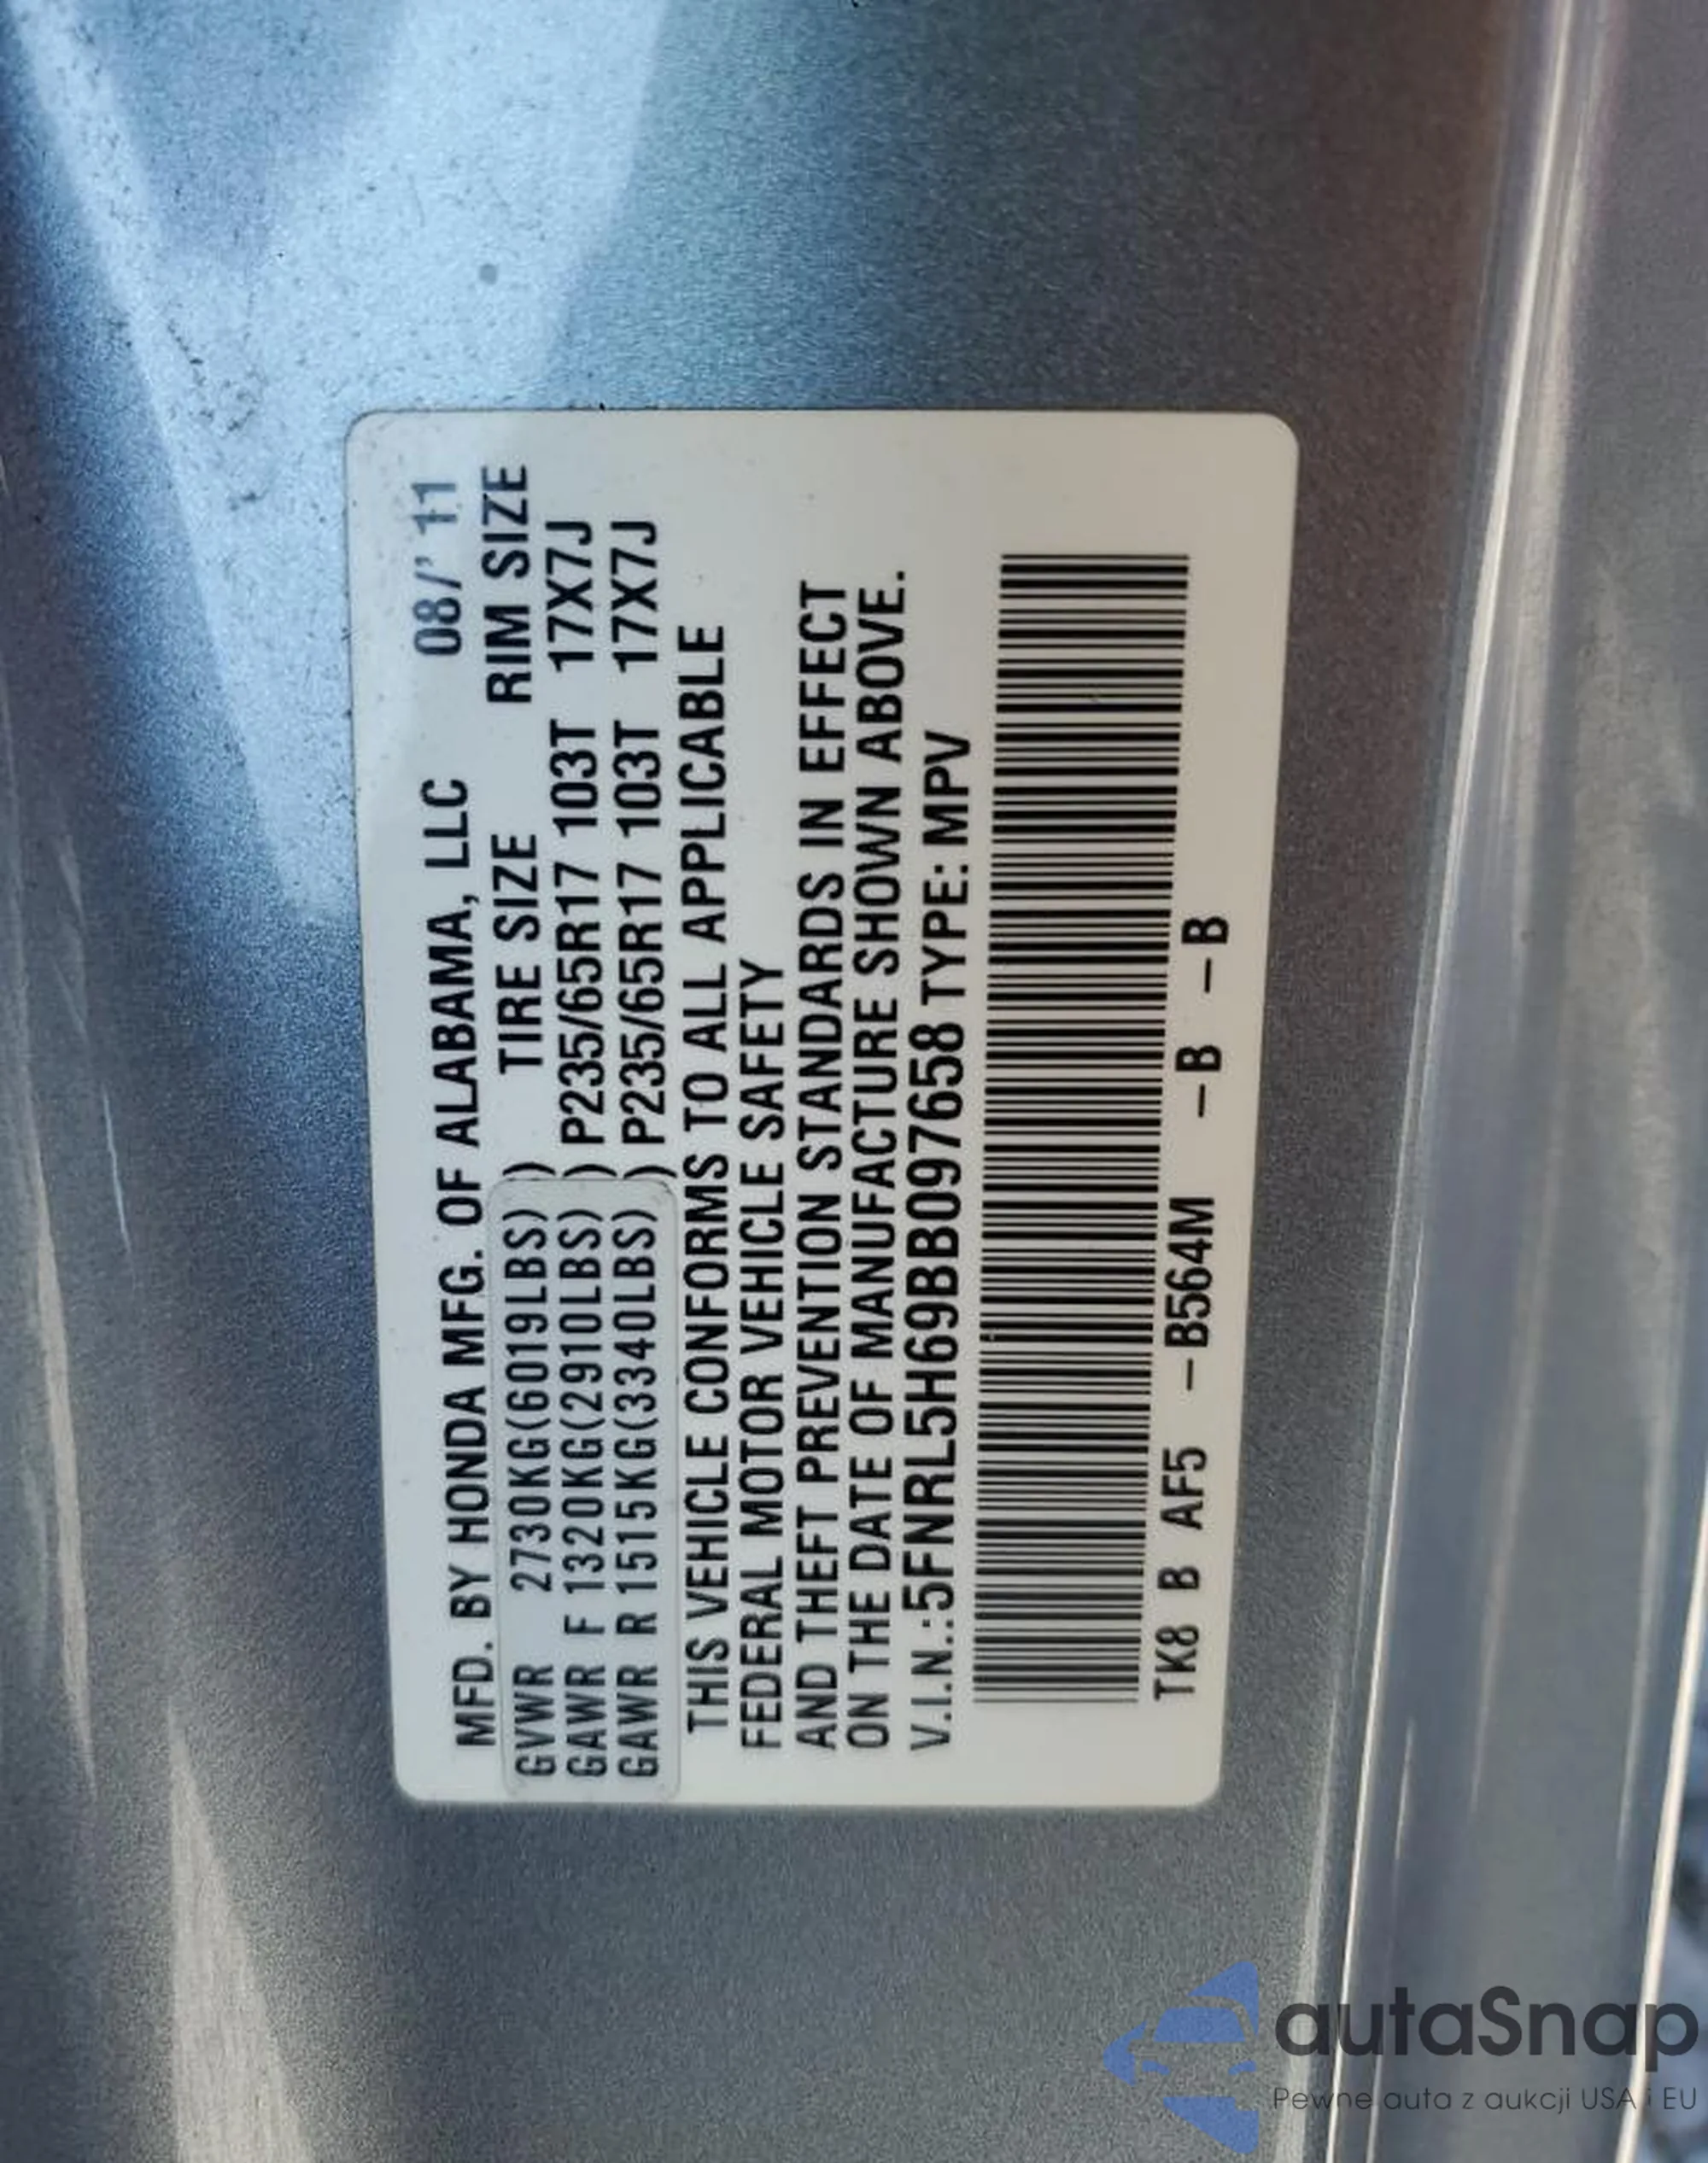 MFD. BY HONDA MFG. OF ALABAMA, LLC 08/'11
TIRE SIZE RIM SIZE
GVWR 2730KG(6019LBS) )
GAWR F 1320KG(2910LBS) ) P235/65R17 103T 17X7J
GAWR R 1515KG(3340LBS) ) P235/65R17 103T 17X7J
THIS VEHICLE CONFORMS TO ALL APPLICABLE
FEDERAL MOTOR VEHICLE SAFETY
AND THEFT PREVENTION STANDARDS IN EFFECT
ON THE DATE OF MANUFACTURE SHOWN ABOVE.
V.I.N.:5FNRL5H69BB097658 TYPE: MPV
TK8 B AF5 –B564M –B –B
autaSnap
Pewne auta z aukcji USA i EU